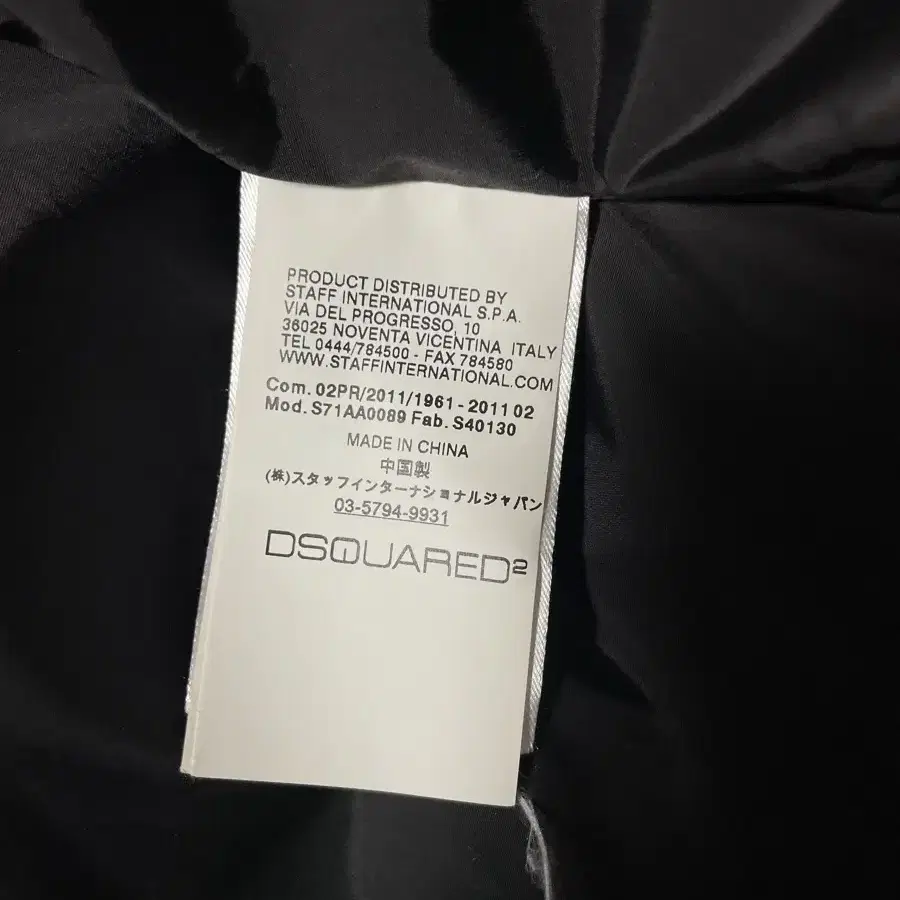 PRODUCT DISTRIBUTED BY
STAFF INTERNATIONAL S.P.A.
VIA DEL PROGRESSO, 10
36025 NOVENTA VICENTINA ITALY
TEL 0444/784500 - FAX 784580
WWW.STAFFINTERNATIONAL.COM
Com. 02PR/2011/1961 - 2011 02
Mod. S71AA0089 Fab. S40130
MADE IN CHINA
中国製
(株)スタッフインターナショナルジャパン
03-5794-9931
DSQUARED2